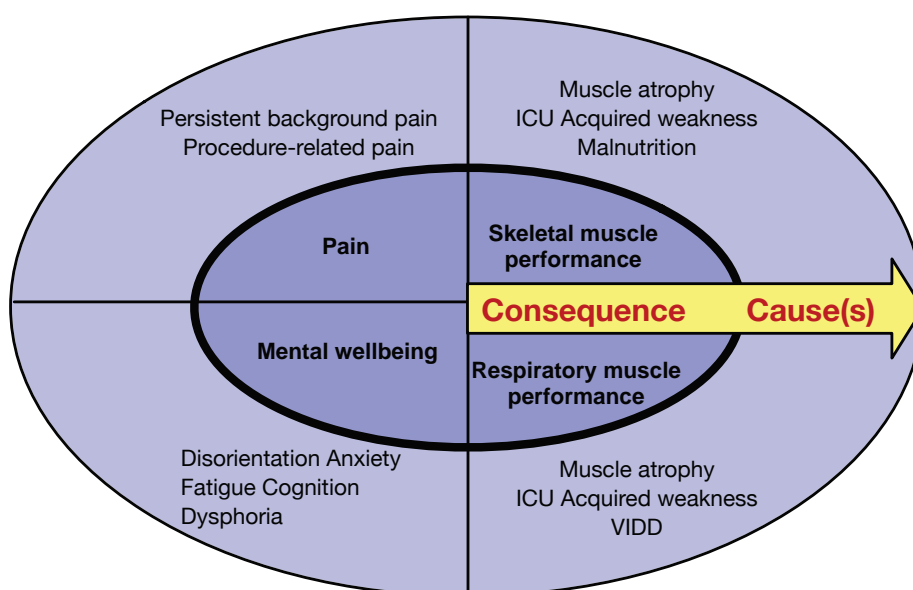 Persistent background pain
Procedure-related pain
Muscle atrophy
ICU Acquired weakness
Malnutrition
Pain
Skeletal muscle
performance
Consequence
Cause(s)
Mental wellbeing
Respiratory muscle
performance
Disorientation Anxiety
Fatigue Cognition
Dysphoria
Muscle atrophy
ICU Acquired weakness
VIDD